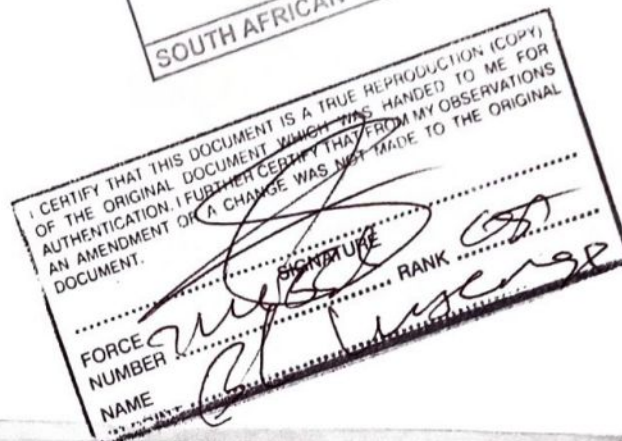 SOUTH AFRICAN
I CERTIFY THAT THIS DOCUMENT IS A TRUE REPRODUCTION (COPY)
OF THE ORIGINAL DOCUMENT WHICH WAS HANDED TO ME FOR
AUTHENTICATION. I FURTHER CERTIFY THAT FROM MY OBSERVATIONS
AN AMENDMENT OR A CHANGE WAS NOT MADE TO THE ORIGINAL
DOCUMENT.
SIGNATURE
FORCE
NUMBER RANK CST
NAME